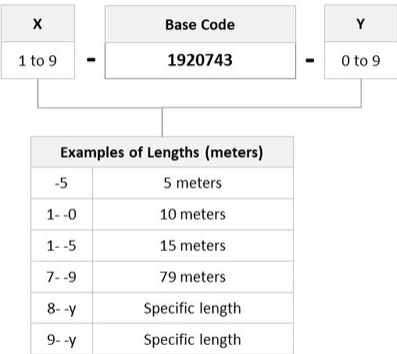 X Base Code Y
1 to 9 - 1920743 - 0 to 9
Examples of Lengths (meters)
-5 5 meters
1- -0 10 meters
1- -5 15 meters
7- -9 79 meters
8- -y Specific length
9- -y Specific length